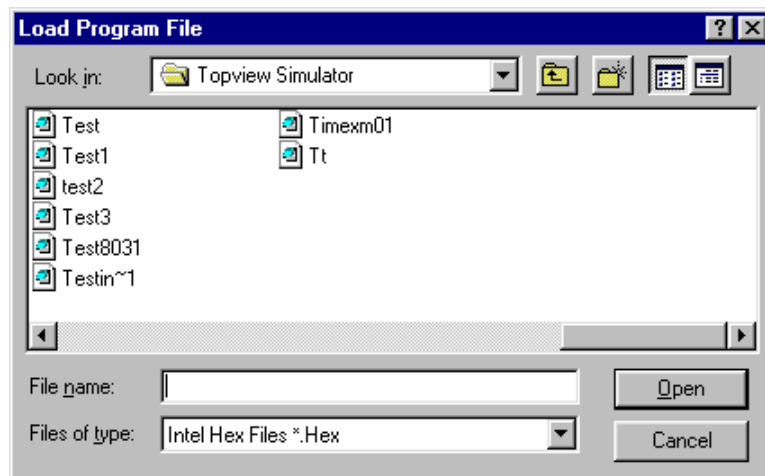 Load Program File
Look in: Topview Simulator
Test
Test1
test2
Test3
Test8031
Testin~1
Timexm01
Tt
File name:
Open
Files of type: Intel Hex Files *.Hex
Cancel